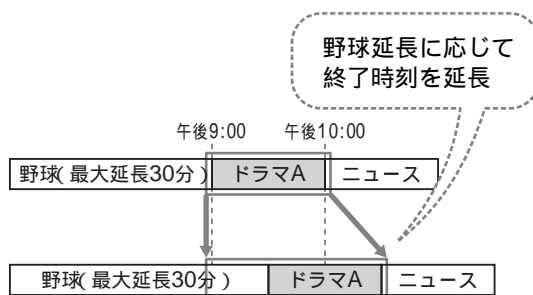 野球延長に応じて
終了時刻を延長
午後9:00 午後10:00
野球(最大延長30分) ドラマA ニュース
野球(最大延長30分) ドラマA ニュース